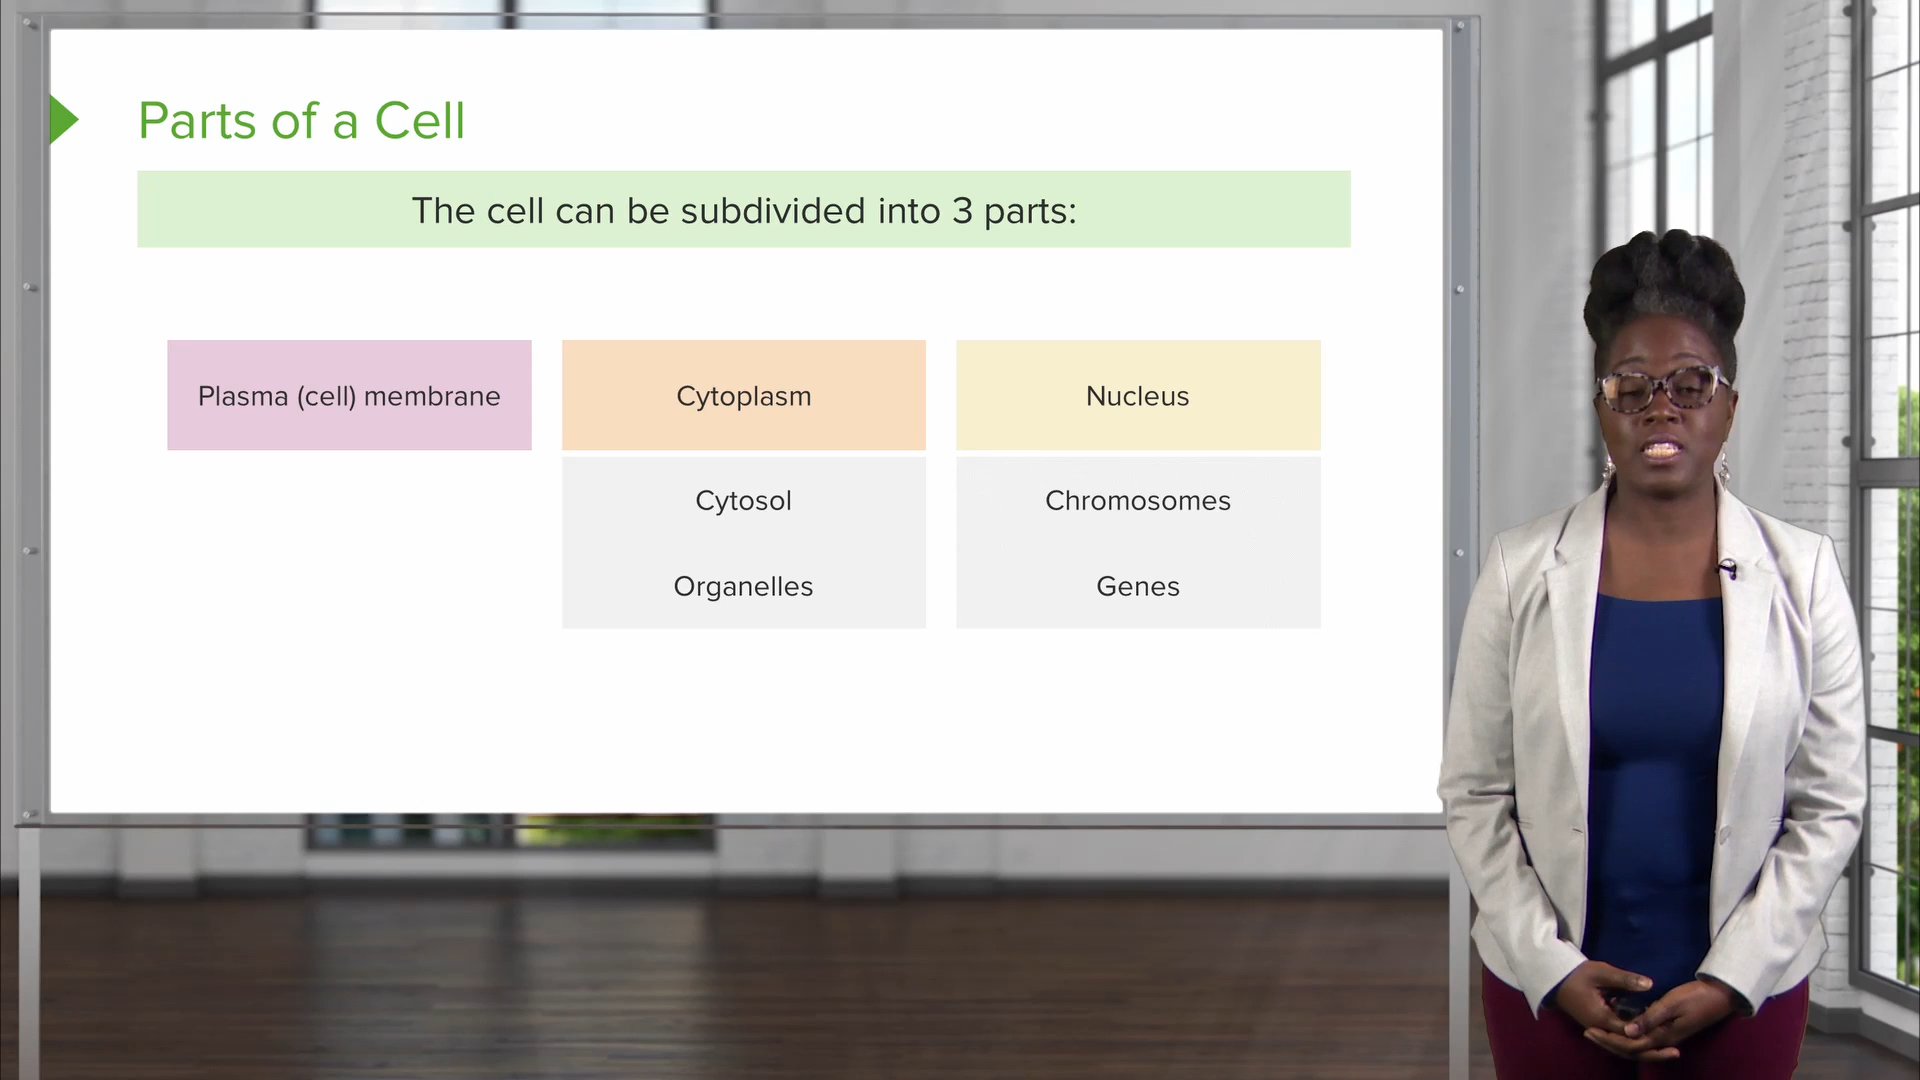 Parts of a Cell
The cell can be subdivided into 3 parts:
Plasma (cell) membrane
Cytoplasm
Nucleus
Cytosol
Chromosomes
Organelles
Genes